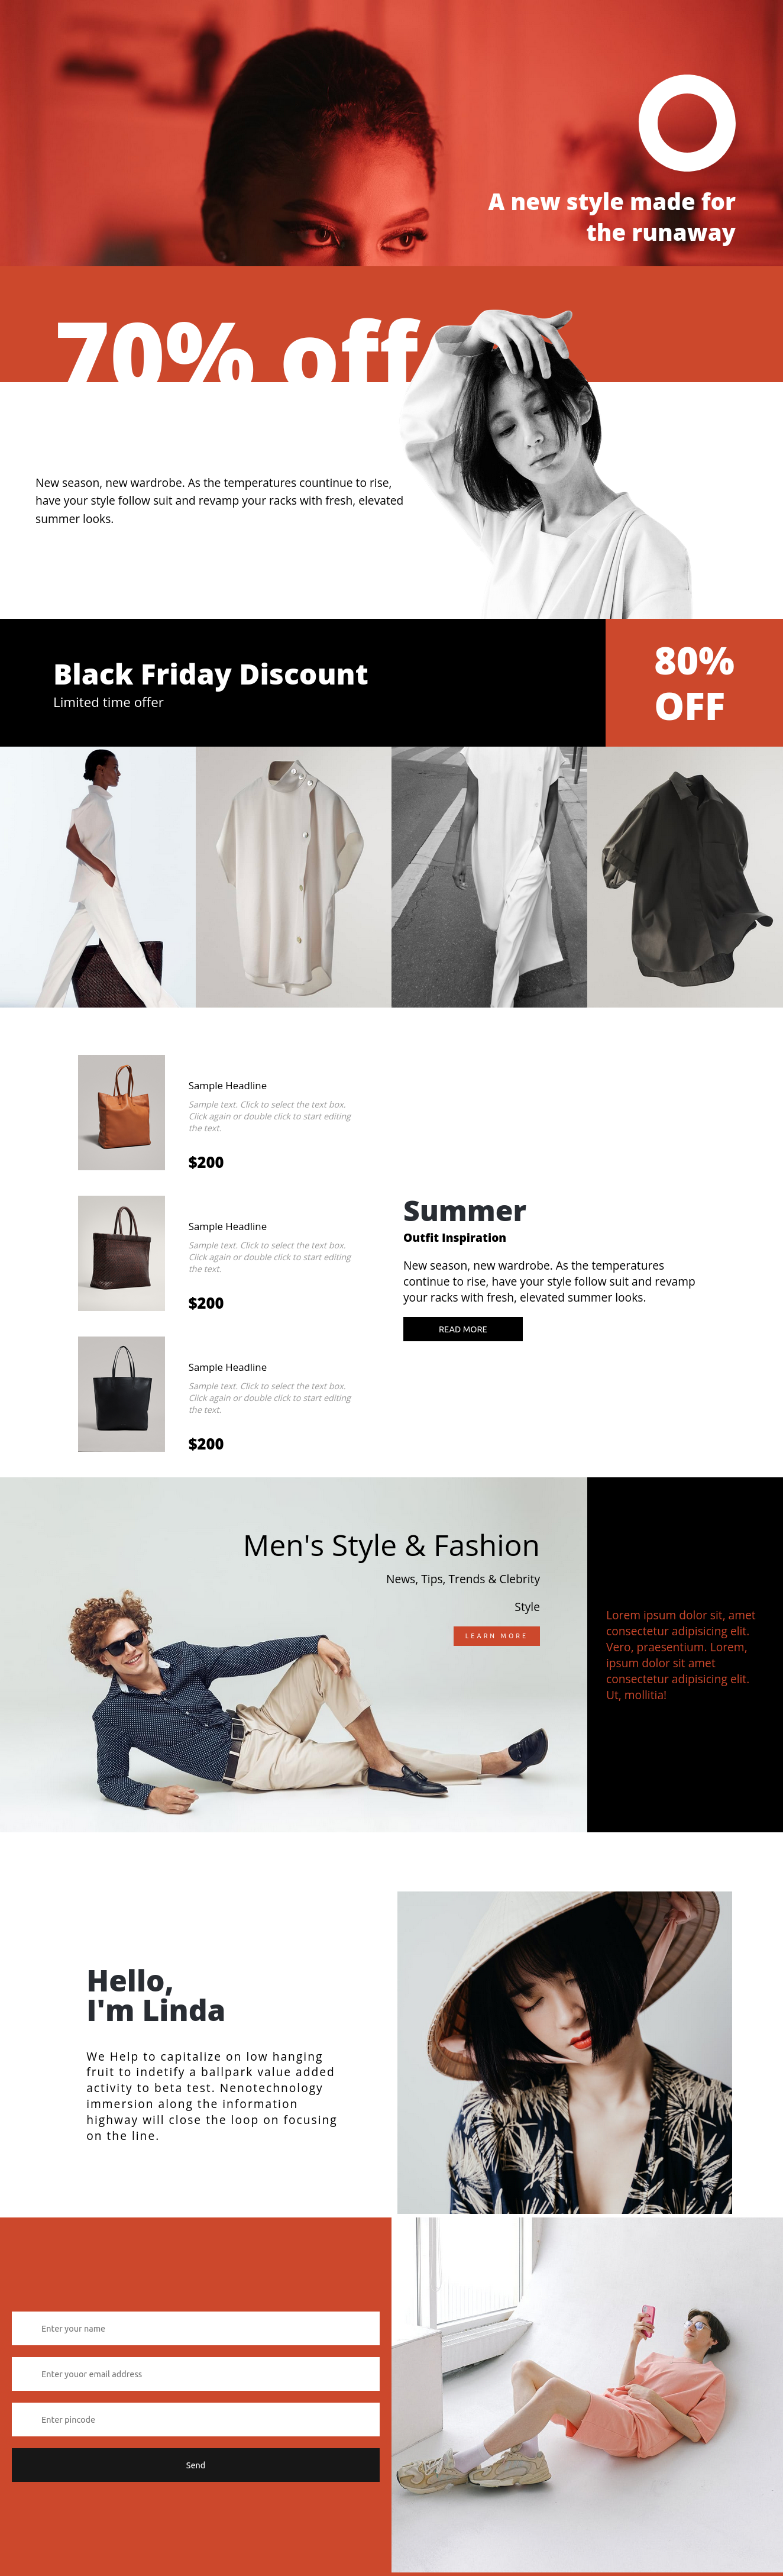 A new style made for
the runaway
70% off
New season, new wardrobe. As the temperatures countinue to rise,
have your style follow suit and revamp your racks with fresh, elevated
summer looks.
Black Friday Discount
Limited time offer
80%
OFF
Sample Headline
Sample text. Click to select the text box.
Click again or double click to start editing
the text.
$200
Sample Headline
Sample text. Click to select the text box.
Click again or double click to start editing
the text.
$200
Sample Headline
Sample text. Click to select the text box.
Click again or double click to start editing
the text.
$200
Summer
Outfit Inspiration
New season, new wardrobe. As the temperatures
continue to rise, have your style follow suit and revamp
your racks with fresh, elevated summer looks.
READ MORE
Men's Style & Fashion
News, Tips, Trends & Clebrity
Style
LEARN MORE
Lorem ipsum dolor sit, amet
consectetur adipisicing elit.
Vero, praesentium. Lorem,
ipsum dolor sit amet
consectetur adipisicing elit.
Ut, mollitia!
Hello,
I'm Linda
We Help to capitalize on low hanging
fruit to indetify a ballpark value added
activity to beta test. Nenotechnology
immersion along the information
highway will close the loop on focusing
on the line.
Enter your name
Enter youor email address
Enter pincode
Send